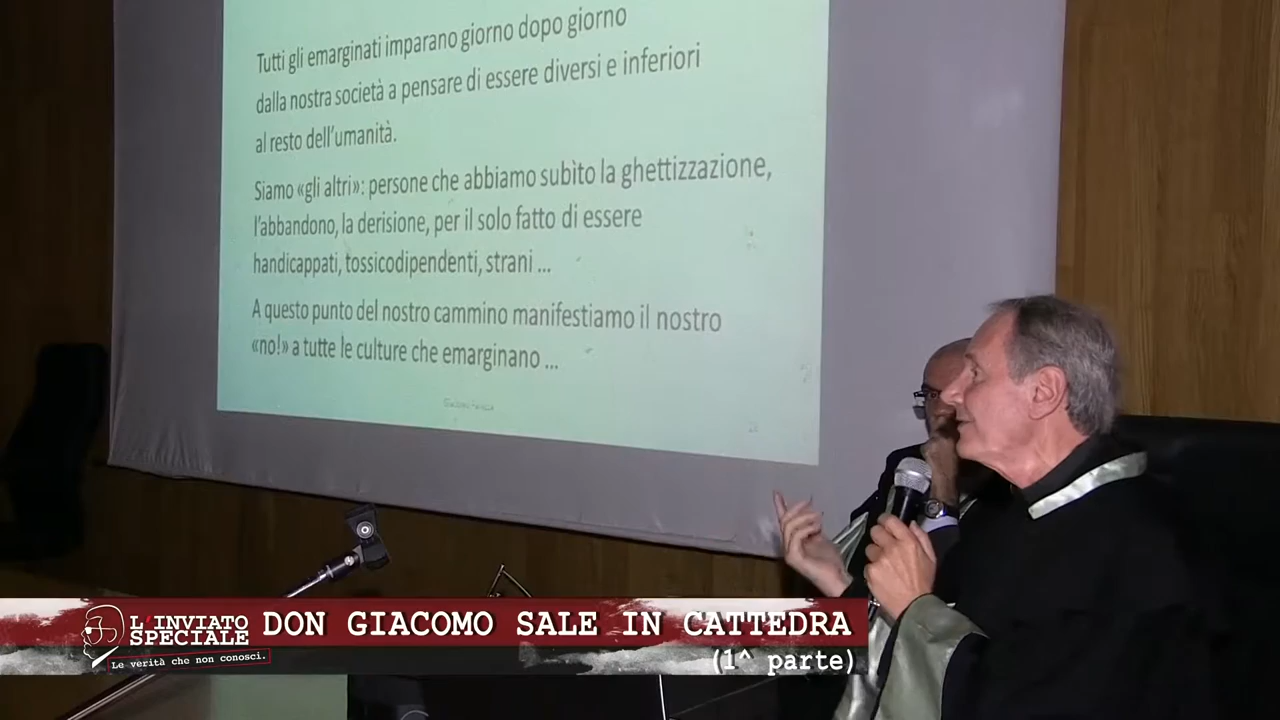 Tutti gli emarginati imparano giorno dopo giorno
dalla nostra società a pensare di essere diversi e inferiori
al resto dell'umanità.
Siamo «gli altri»: persone che abbiamo subìto la ghettizzazione,
l'abbandono, la derisione, per il solo fatto di essere
handicappati, tossicodipendenti, strani ...
A questo punto del nostro cammino manifestiamo il nostro
«no!» a tutte le culture che emarginano ...
L'INVIATO
SPECIALE
Le verità che non conosci.
DON GIACOMO SALE IN CATTEDRA
(1^ parte)